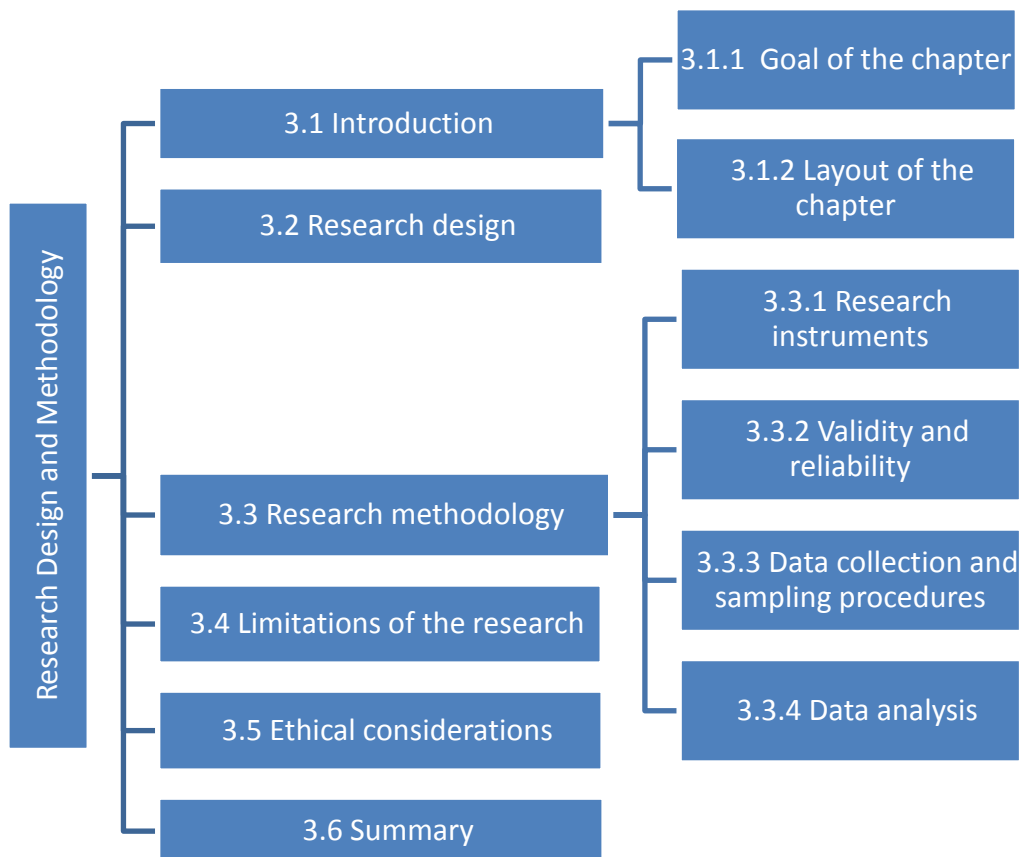 Research Design and Methodology
3.1 Introduction
3.1.1 Goal of the chapter
3.1.2 Layout of the
chapter
3.2 Research design
3.3 Research methodology
3.3.1 Research
instruments
3.3.2 Validity and
reliability
3.3.3 Data collection and
sampling procedures
3.3.4 Data analysis
3.4 Limitations of the research
3.5 Ethical considerations
3.6 Summary